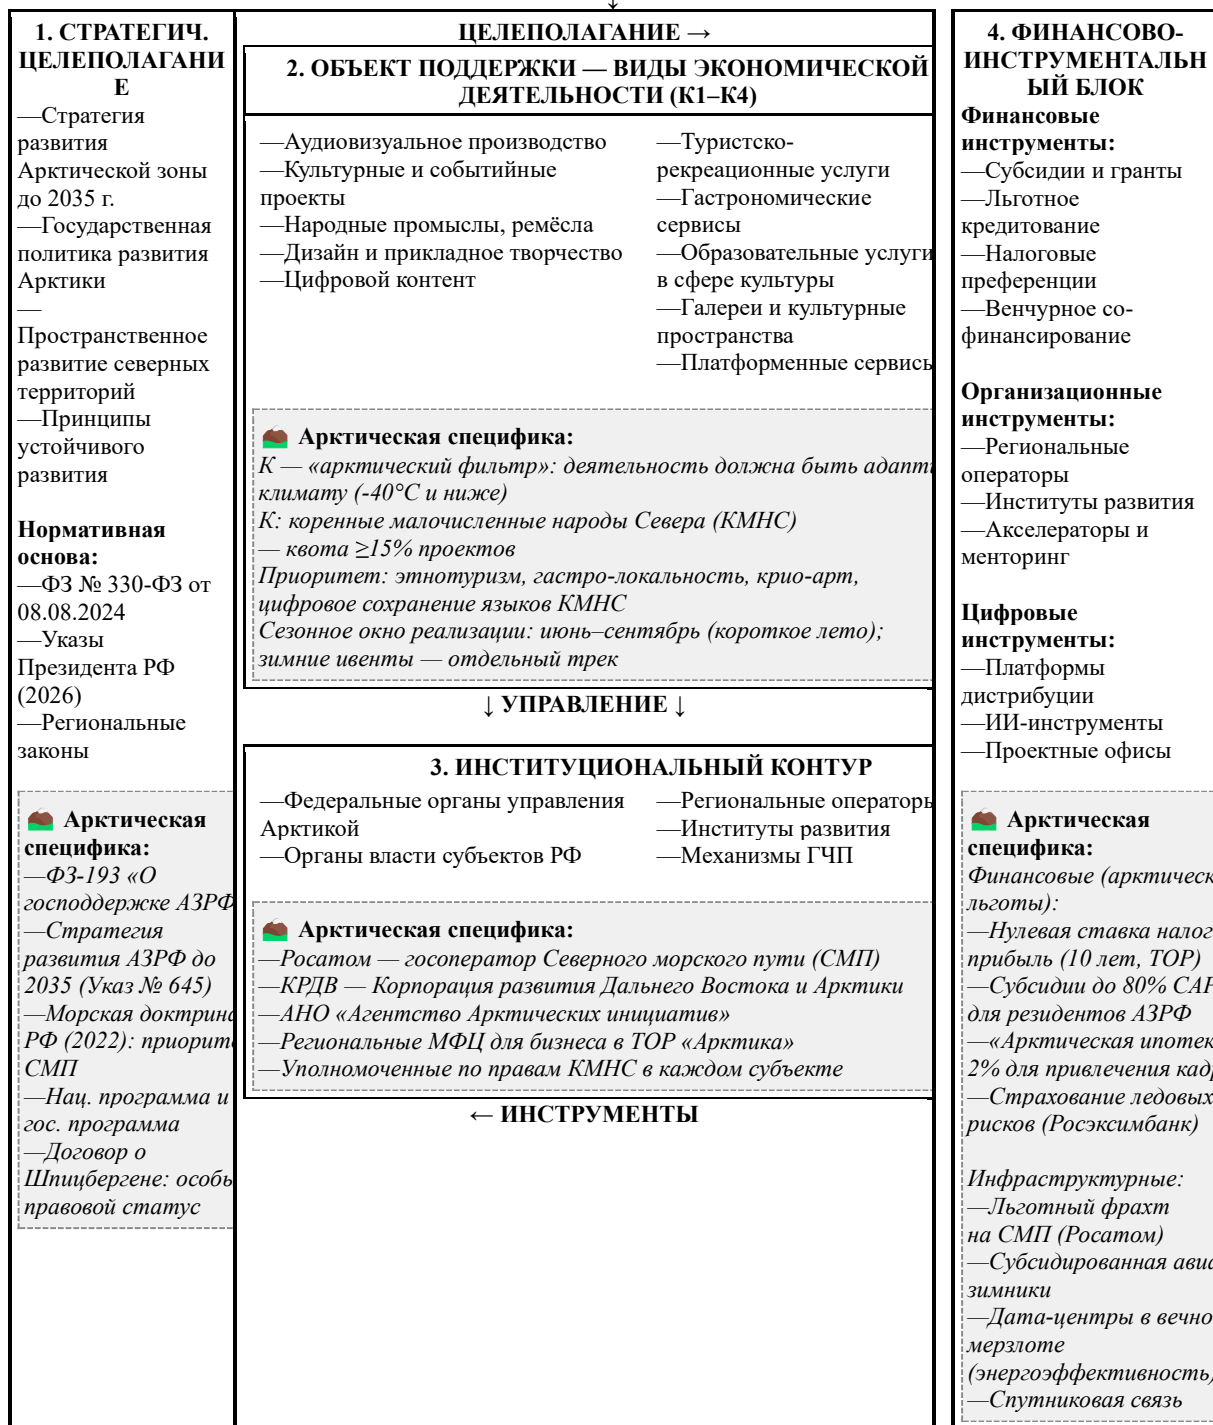 ↓
1. СТРАТЕГИЧ.
ЦЕЛЕПОЛАГАНИ
Е
—Стратегия
развития
Арктической зоны
до 2035 г.
—Государственная
политика развития
Арктики
—
Пространственное
развитие северных
территорий
—Принципы
устойчивого
развития
Нормативная
основа:
—ФЗ № 330-ФЗ от
08.08.2024
—Указы
Президента РФ
(2026)
—Региональные
законы
Арктическая
специфика:
—ФЗ-193 «О
господдержке АЗРФ
—Стратегия
развития АЗРФ до
2035 (Указ № 645)
—Морская доктрина
РФ (2022):
СМП
—Нац. программа и
гос. программа
—Договор о
Шпицбергене:
правовой статус
ЦЕЛЕПОЛАГАНИЕ →
2. ОБЪЕКТ ПОДДЕРЖКИ — ВИДЫ ЭКОНОМИЧЕСКОЙ
ДЕЯТЕЛЬНОСТИ (К1–К4)
—Аудиовизуальное производство
—Культурные и событийные
проекты
—Народные промыслы, ремёсла
—Дизайн и прикладное творчество
—Цифровой контент
—Туристско-
рекреационные услуги
—Гастрономические
сервисы
—Образовательные услуги
в сфере культуры
—Галереи и культурные
пространства
—Платформенные сервисы
Арктическая специфика:
К — «арктический фильтр»: деятельность должна быть
климату (-40°C и ниже)
К: коренные малочисленные народы Севера (КМНС)
— квота ≥15% проектов
Приоритет: этнотуризм, гастро-локальность, крио-арт,
цифровое сохранение языков КМНС
Сезонное окно реализации: июнь–сентябрь (короткое лето);
зимние ивенты — отдельный трек
↓ УПРАВЛЕНИЕ ↓
3. ИНСТИТУЦИОНАЛЬНЫЙ КОНТУР
—Федеральные органы управления
Арктикой
—Органы власти субъектов РФ
—Региональные операторы
—Институты развития
—Механизмы ГЧП
Арктическая специфика:
—Росатом — госоператор Северного морского пути (СМП)
—КРДВ — Корпорация развития Дальнего Востока и Арктики
—АНО «Агентство Арктических инициатив»
—Региональные МФЦ для бизнеса в ТОР «Арктика»
—Уполномоченные по правам КМНС в каждом субъекте
← ИНСТРУМЕНТЫ
4. ФИНАНСОВО-
ИНСТРУМЕНТАЛЬН
ЫЙ БЛОК
Финансовые
инструменты:
—Субсидии и гранты
—Льготное
кредитование
—Налоговые
преференции
—Венчурное со-
финансирование
Организационные
инструменты:
—Региональные
операторы
—Институты развития
—Акселераторы и
менторинг
Цифровые
инструменты:
—Платформы
дистрибуции
—ИИ-инструменты
—Проектные офисы
Арктическая
специфика:
Финансовые
льготы):
—Нулевая ставка
прибыль (10 лет, ТОР)
—Субсидии до 80%
для резидентов АЗРФ
—«Арктическая
2% для привлечения
—Страхование ледовых
рисков (Росэксимбанк)
Инфраструктурные:
—Льготный фрахт
на СМП (Росатом)
—Субсидированная
зимники
—Дата-центры в
мерзлоте
(энергоэффективность)
—Спутниковая связь